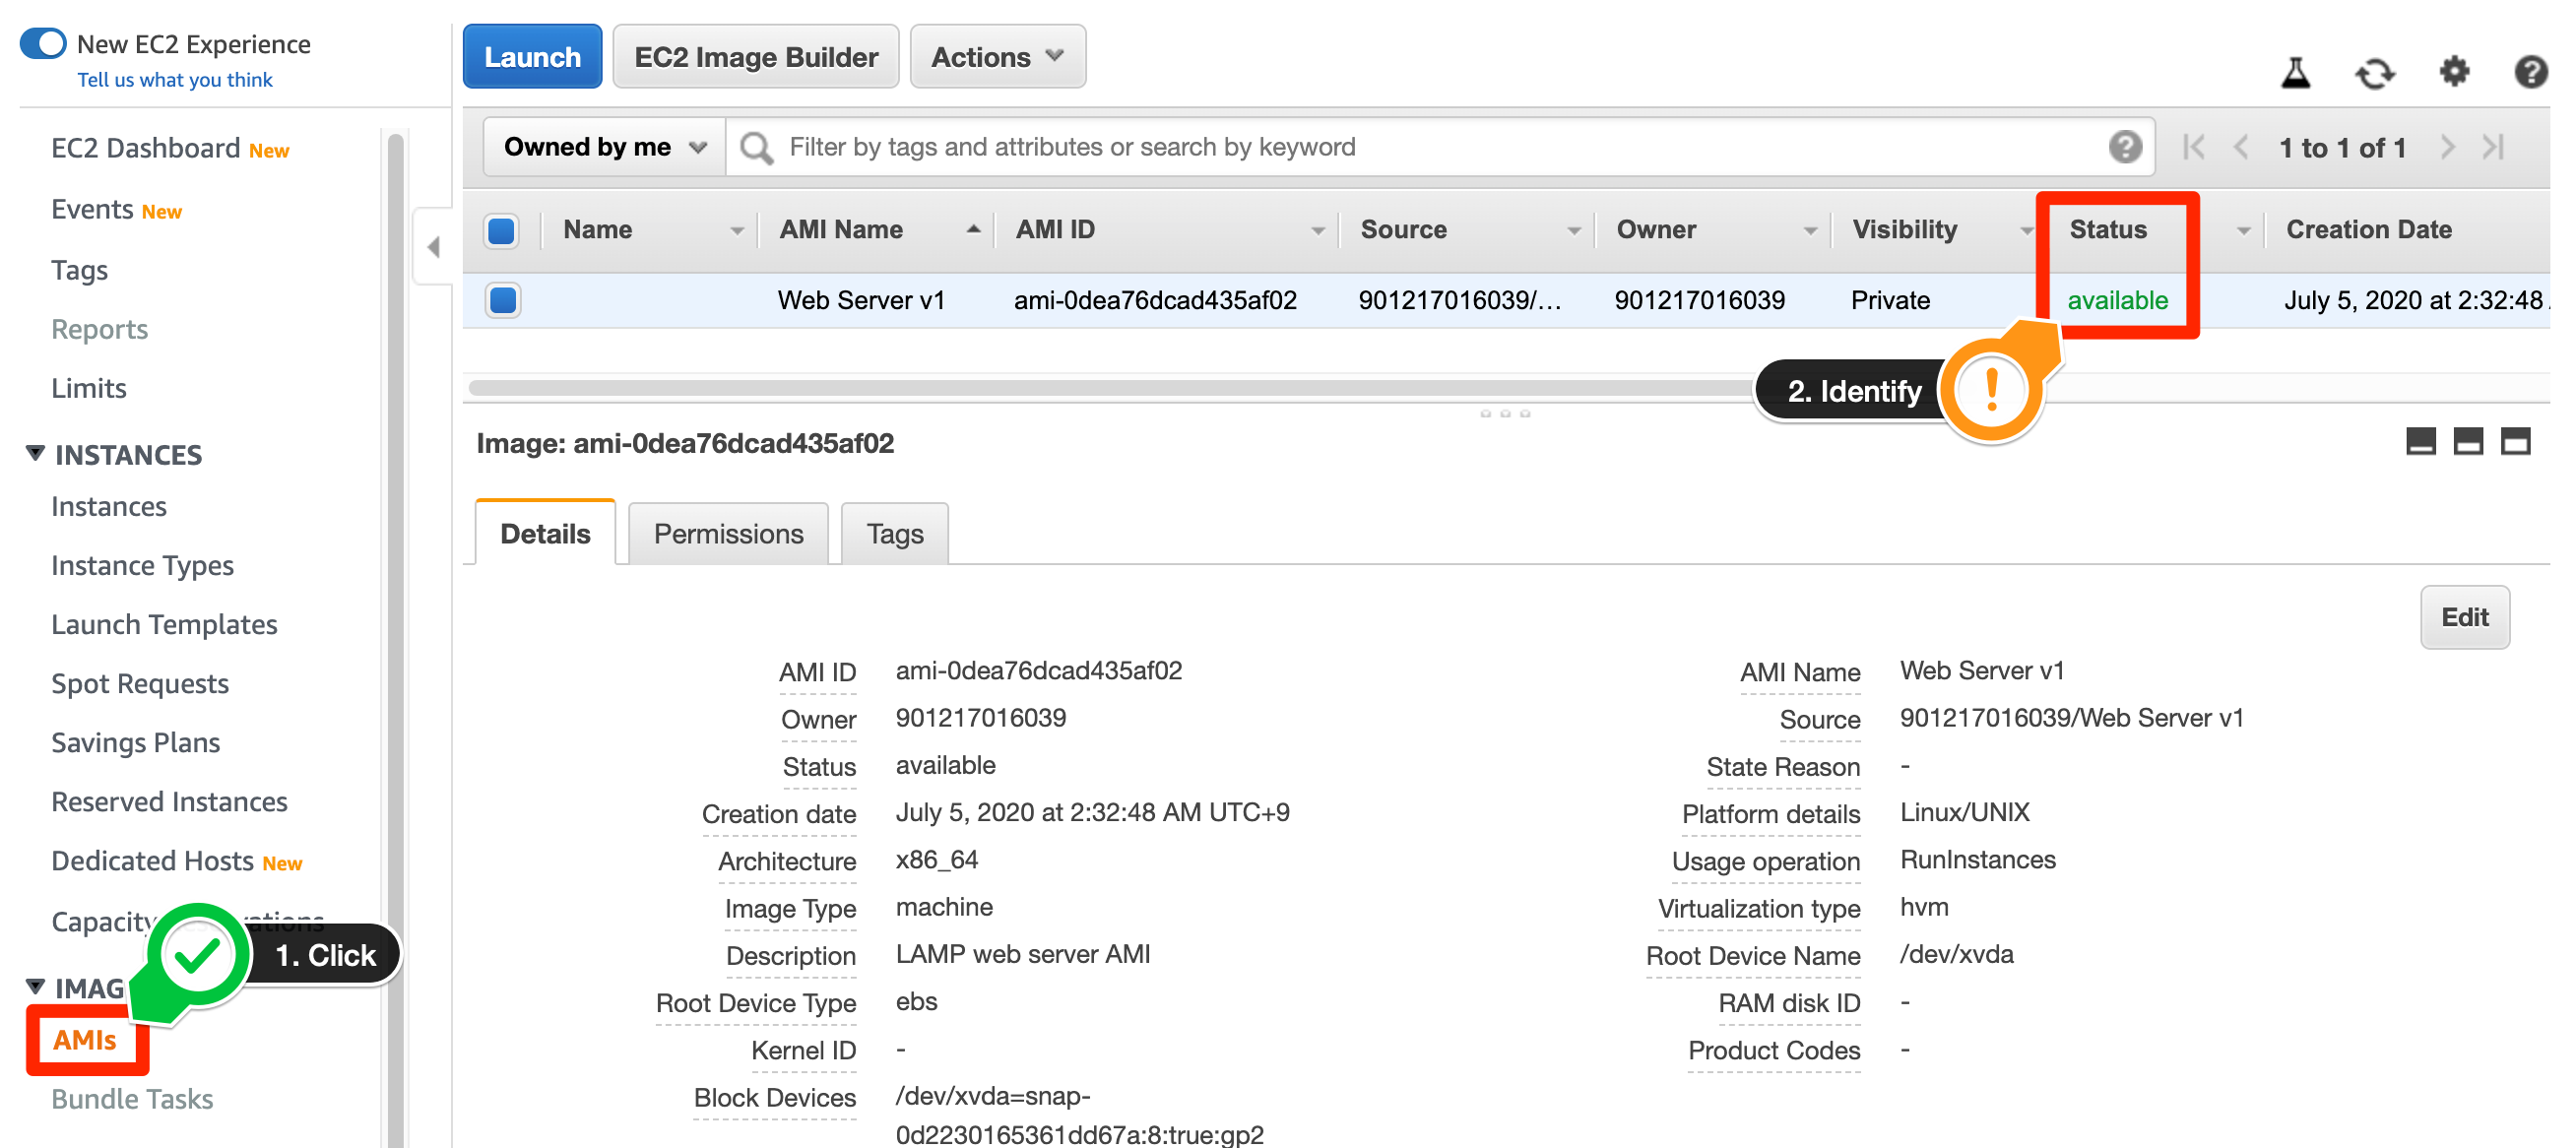 New EC2 Experience
Tell us what you think
EC2 Dashboard New
Events New
Tags
Reports
Limits
INSTANCES
Instances
Instance Types
Launch Templates
Spot Requests
Savings Plans
Reserved Instances
Dedicated Hosts New
Capacity
1. Click
IMAG
AMIs
Bundle Tasks
Launch EC2 Image Builder Actions
Owned by me Filter by tags and attributes or search by keyword 1 to 1 of 1
Name AMI Name AMI ID Source Owner Visibility Status Creation Date
Web Server v1 ami-0dea76dcad435af02 901217016039/... 901217016039 Private available July 5, 2020 at 2:32:48
2. Identify
Image: ami-0dea76dcad435af02
Details Permissions Tags
Edit
AMI ID ami-0dea76dcad435af02 AMI Name Web Server v1
Owner 901217016039 Source 901217016039/Web Server v1
Status available State Reason -
Creation date July 5, 2020 at 2:32:48 AM UTC+9 Platform details Linux/UNIX
Architecture x86_64 Usage operation RunInstances
Image Type machine Virtualization type hvm
Description LAMP web server AMI Root Device Name /dev/xvda
Root Device Type ebs RAM disk ID -
Kernel ID - Product Codes -
Block Devices /dev/xvda=snap-
0d2230165361dd67a:8:true:gp2